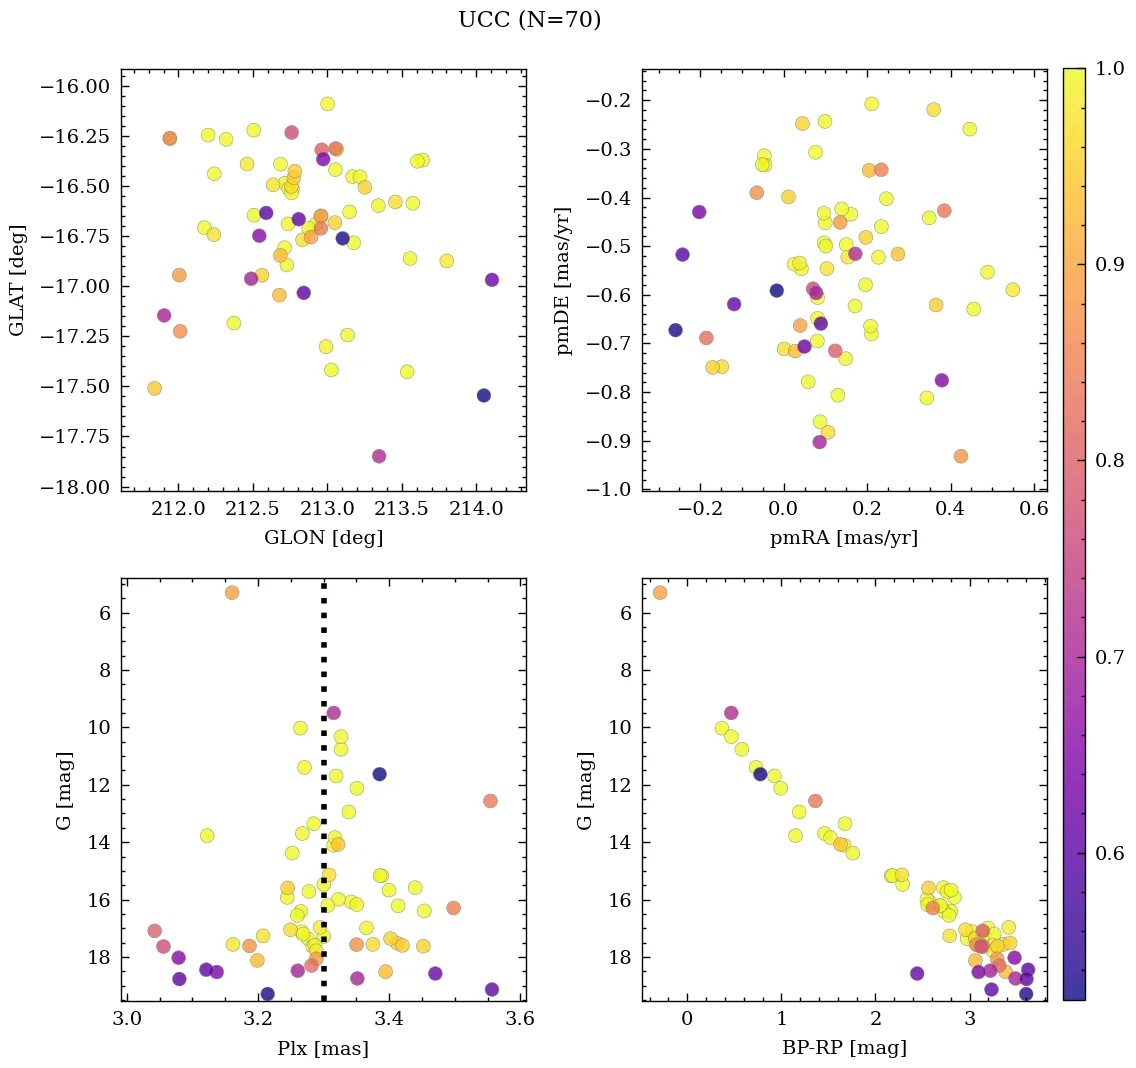 UCC (N=70)
−16.00
−16.25
−16.50
−16.75
−17.00
−17.25
−17.50
−17.75
−18.00
GLAT [deg]
212.0 212.5 213.0 213.5 214.0
GLON [deg]
−0.2
−0.3
−0.4
−0.5
−0.6
−0.7
−0.8
−0.9
−1.0
pmDE [mas/yr]
−0.2 0.0 0.2 0.4 0.6
pmRA [mas/yr]
6
8
10
12
14
16
18
G [mag]
3.0 3.2 3.4 3.6
Plx [mas]
6
8
10
12
14
16
18
G [mag]
0 1 2 3
BP-RP [mag]
1.0
0.9
0.8
0.7
0.6